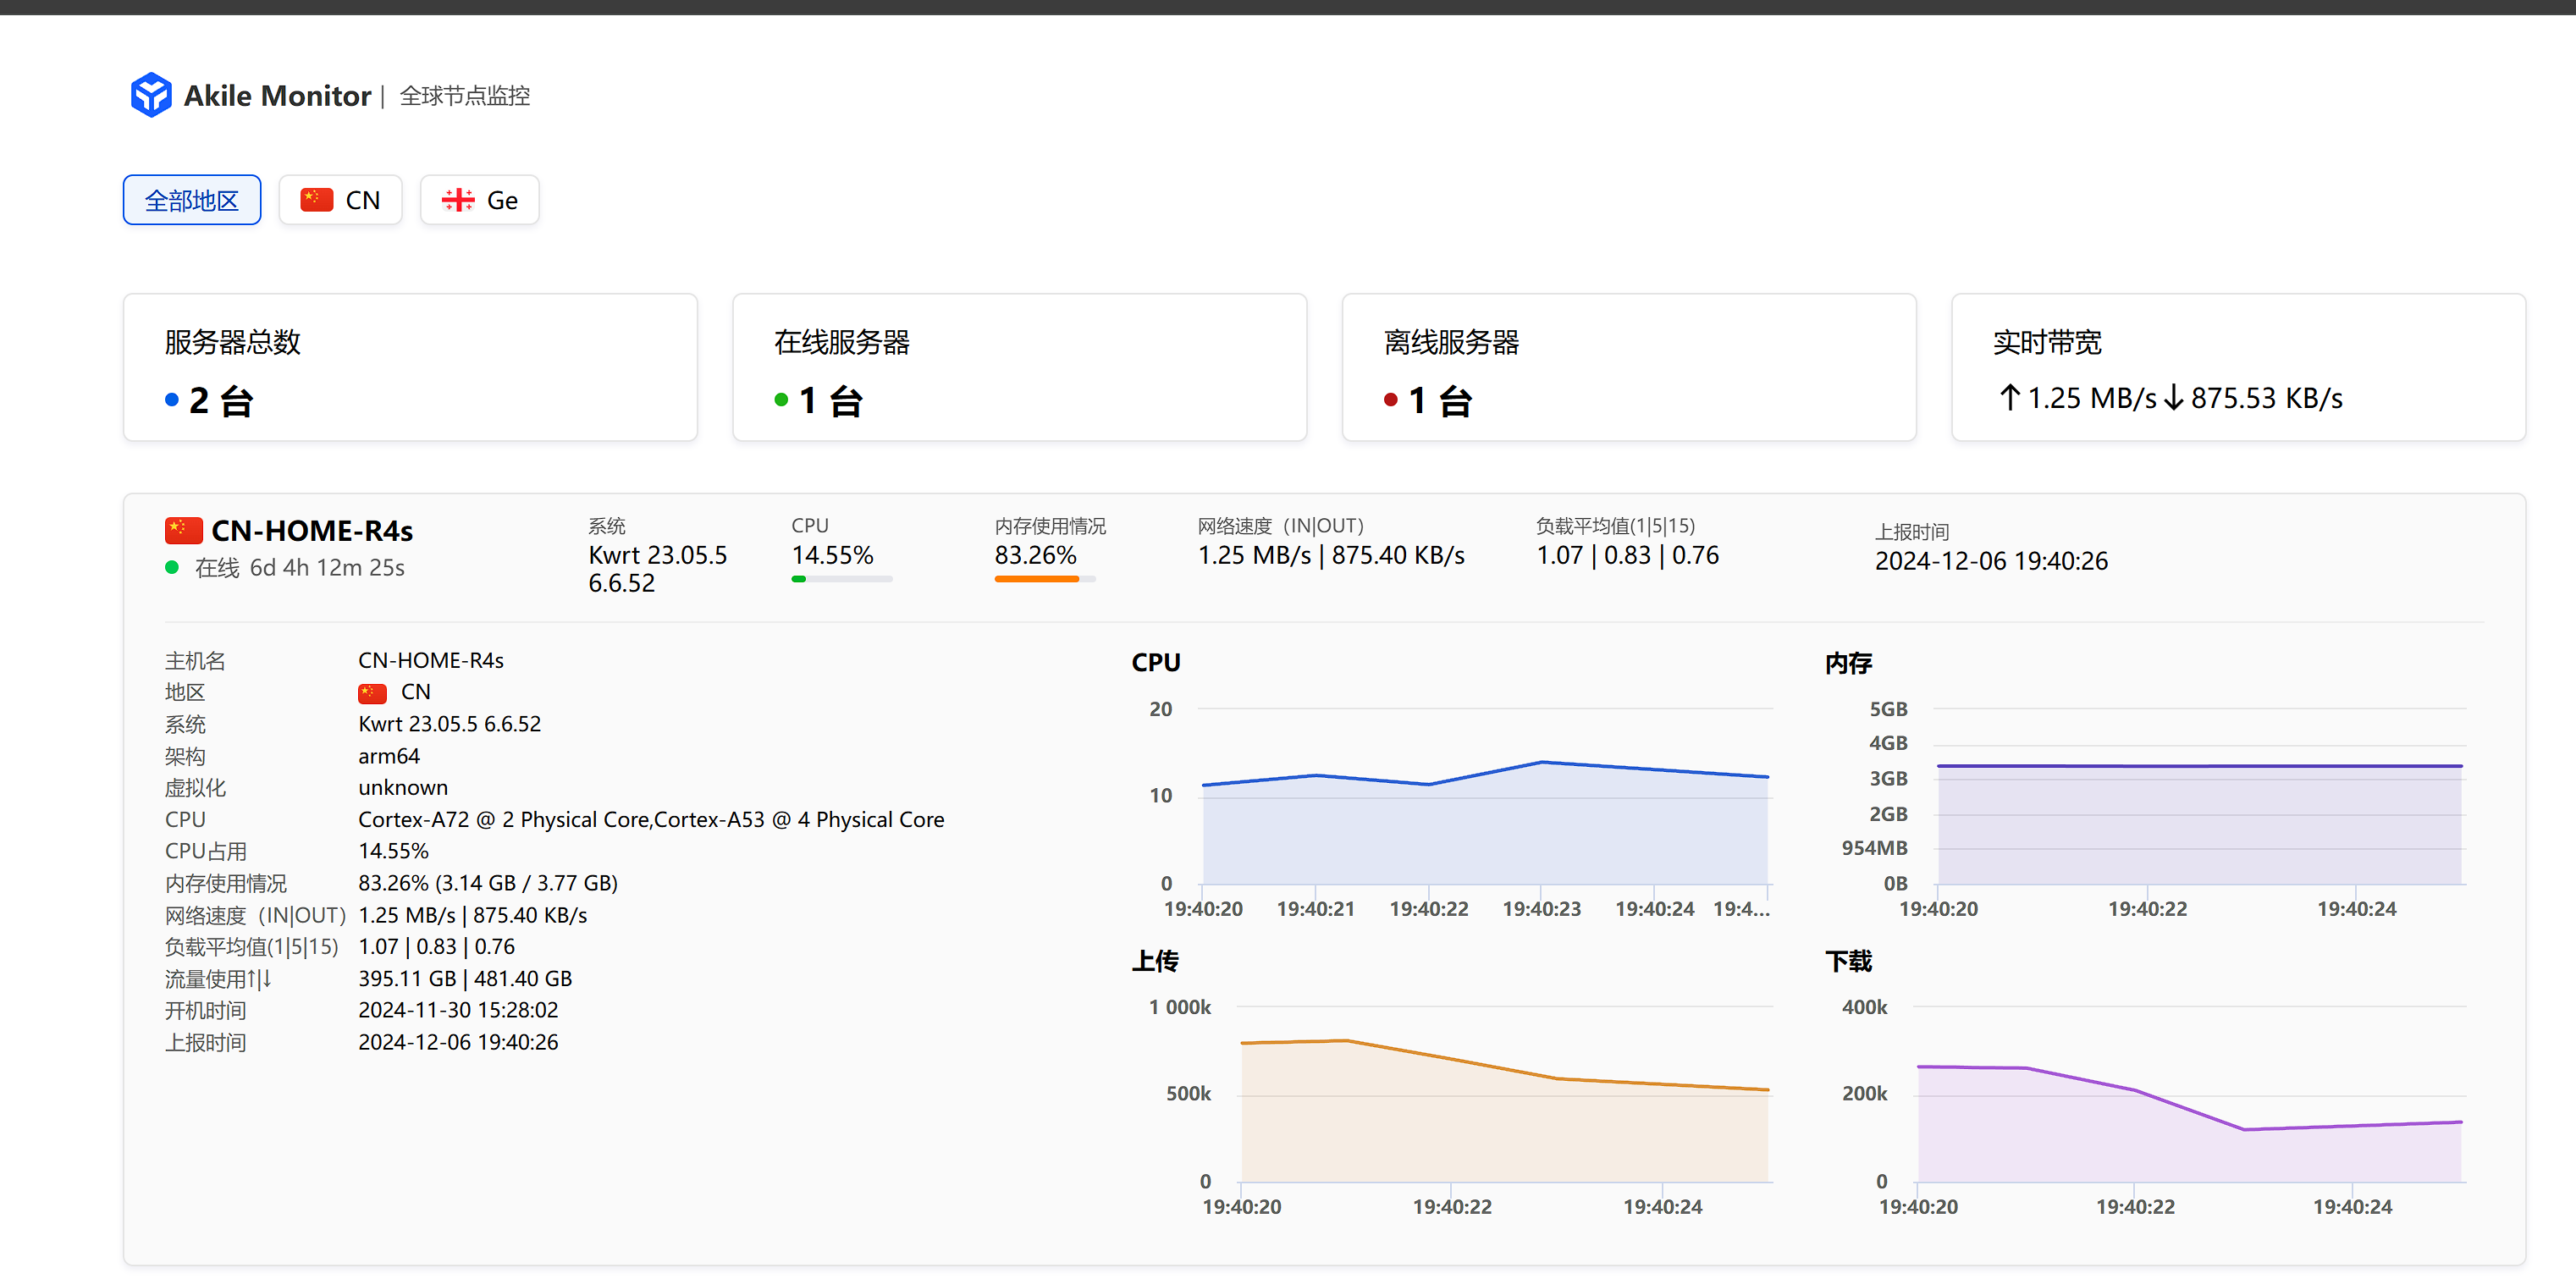 Akile Monitor | 全球节点监控
全部地区 CN Ge
服务器总数 在线服务器 离线服务器 实时带宽
2 台 1 台 1 台 ↑1.25 MB/s↓875.53 KB/s
CN-HOME-R4s
在线 6d 4h 12m 25s
系统
Kwrt 23.05.5
6.6.52
CPU
14.55%
内存使用情况
83.26%
网络速度（IN|OUT）
1.25 MB/s | 875.40 KB/s
负载平均值(1|5|15)
1.07 | 0.83 | 0.76
上报时间
2024-12-06 19:40:26
主机名 CN-HOME-R4s
地区 CN
系统 Kwrt 23.05.5 6.6.52
架构 arm64
虚拟化 unknown
CPU Cortex-A72 @ 2 Physical Core,Cortex-A53 @ 4 Physical Core
CPU占用 14.55%
内存使用情况 83.26% (3.14 GB / 3.77 GB)
网络速度（IN|OUT） 1.25 MB/s | 875.40 KB/s
负载平均值(1|5|15) 1.07 | 0.83 | 0.76
流量使用↑|↓ 395.11 GB | 481.40 GB
开机时间 2024-11-30 15:28:02
上报时间 2024-12-06 19:40:26
CPU
20
10
0
19:40:20 19:40:21 19:40:22 19:40:23 19:40:24 19:4...
内存
5GB
4GB
3GB
2GB
954MB
0B
19:40:20 19:40:22 19:40:24
上传
1 000k
500k
0
19:40:20 19:40:22 19:40:24
下载
400k
200k
0
19:40:20 19:40:22 19:40:24